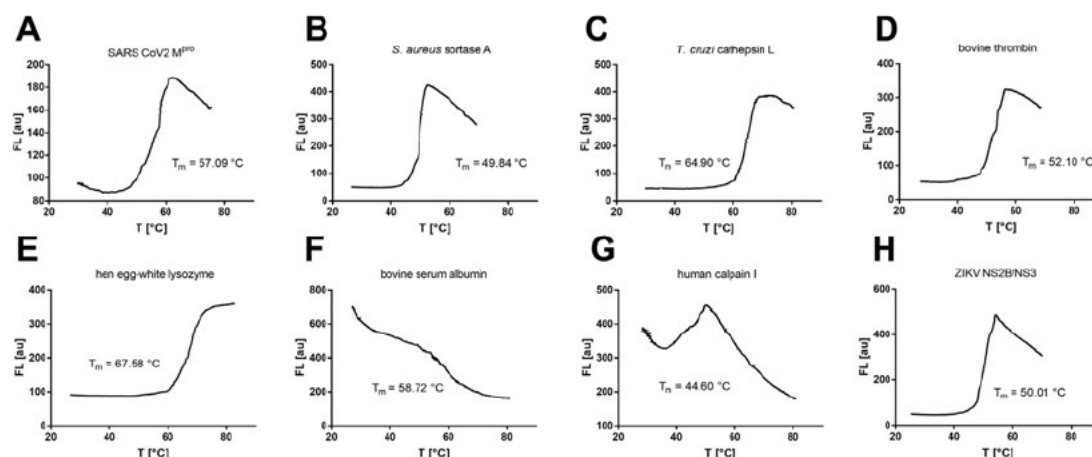 A
SARS CoV2 Mpro
FL [au]
200
180
160
140
120
100
80
Tm = 57.09 °C
20 40 60 80
T [°C]
B
S. aureus sortase A
FL [au]
500
400
300
200
100
0
Tm = 49.84 °C
20 40 60 80
T [°C]
C
T. cruzi cathepsin L
FL [au]
500
400
300
200
100
0
Tn = 64.90 °C
20 40 60 80
T [°C]
D
bovine thrombin
FL [au]
400
300
200
100
0
Tm = 52.10 °C
20 40 60 80
T [°C]
E
hen egg-white lysozyme
FL [au]
400
300
200
100
0
Tm = 67.58 °C
20 40 60 80
T [°C]
F
bovine serum albumin
FL [au]
800
600
400
200
0
Tm = 58.72 °C
20 40 60 80
T [°C]
G
human calpain I
FL [au]
500
400
300
200
100
Tn = 44.60 °C
20 40 60 80
T [°C]
H
ZIKV NS2B/NS3
FL [au]
600
400
200
0
Tm = 50.01 °C
20 40 60 80
T [°C]